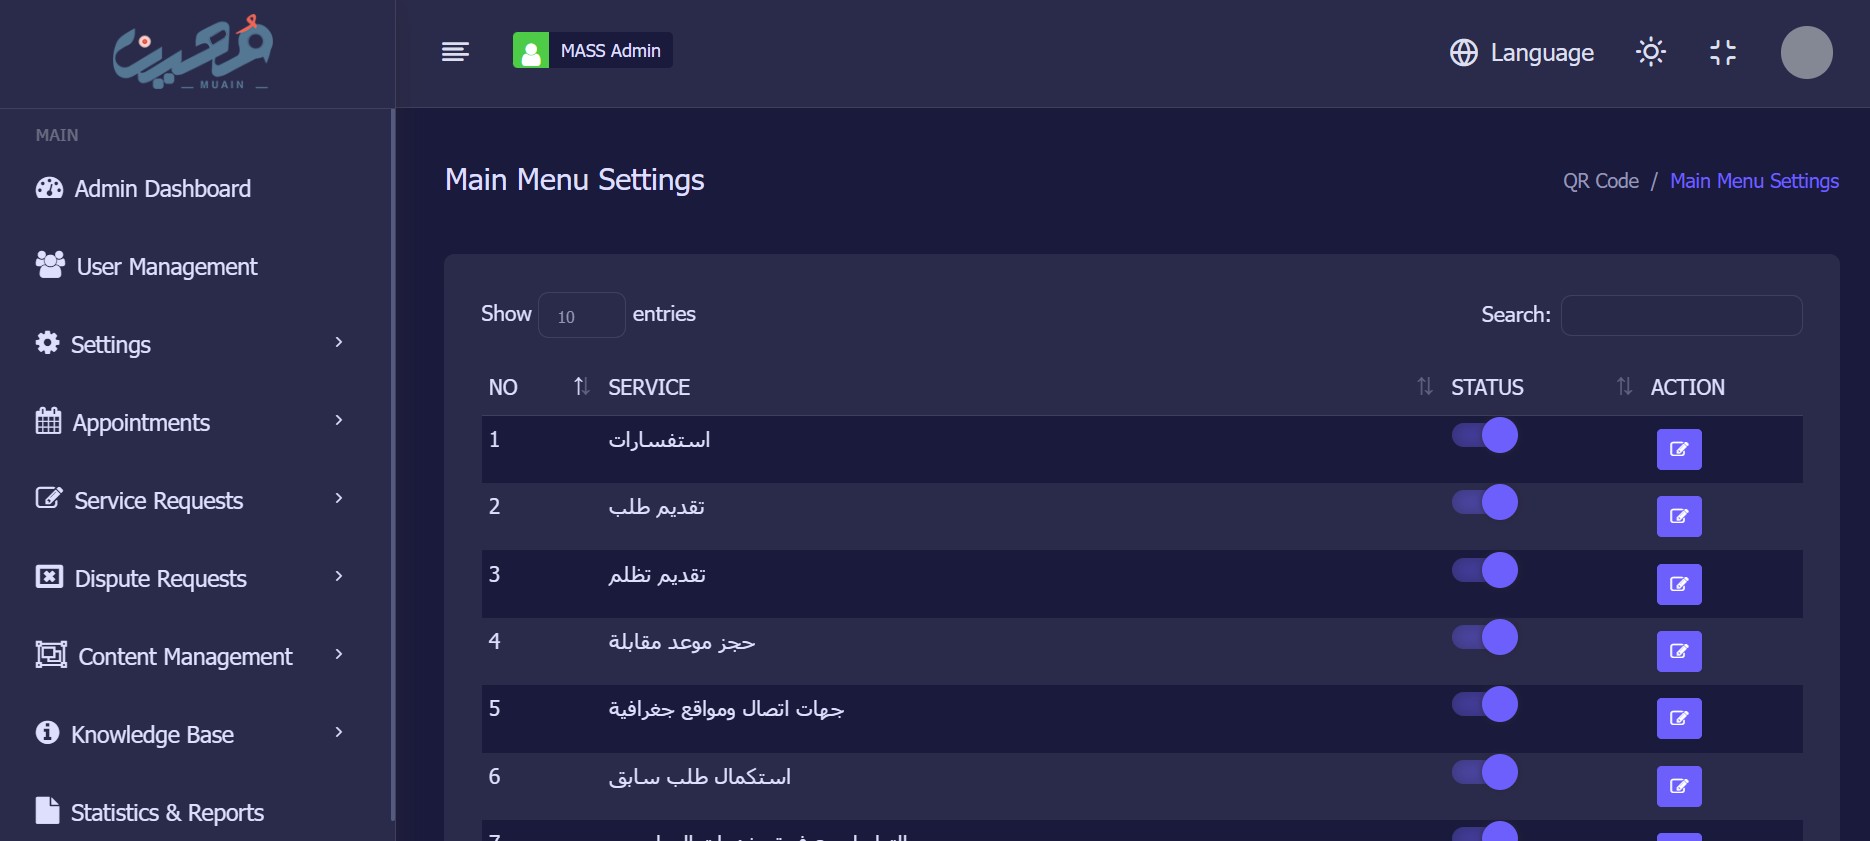 مُعين
MUAIN
MASS Admin
Language
MAIN
Admin Dashboard
User Management
Settings
Appointments
Service Requests
Dispute Requests
Content Management
Knowledge Base
Statistics & Reports
Main Menu Settings
QR Code / Main Menu Settings
Show 10 entries
Search:
NO SERVICE STATUS ACTION
1 استفسارات
2 تقديم طلب
3 تقديم تظلم
4 حجز موعد مقابلة
5 جهات اتصال ومواقع جغرافية
6 استكمال طلب سابق
7